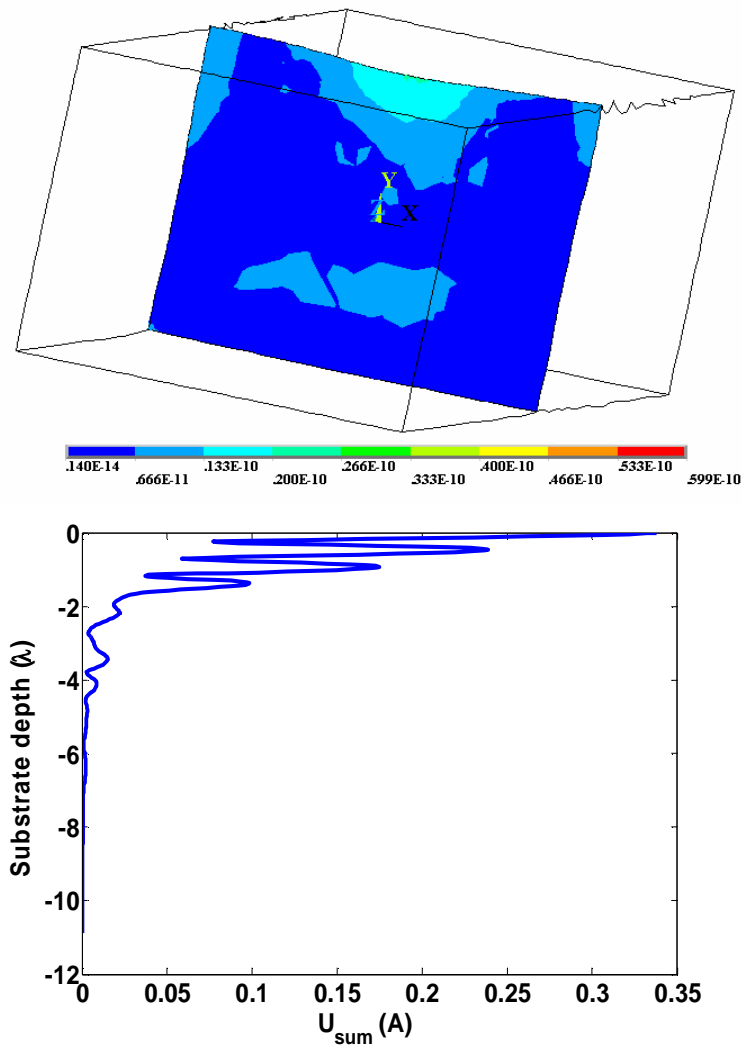 Y
Z X
.140E-14 .133E-10 .266E-10 .400E-10 .533E-10
.666E-11 .200E-10 .333E-10 .466E-10 .599E-10
0
-2
-4
-6
-8
-10
-12
Substrate depth (λ)
0 0.05 0.1 0.15 0.2 0.25 0.3 0.35
Usum (A)